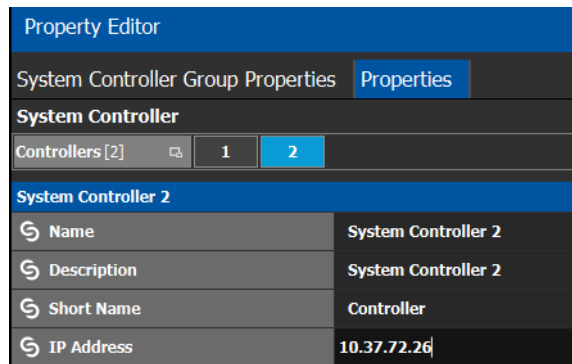 Property Editor
System Controller Group Properties Properties
System Controller
Controllers [2] 1 2
System Controller 2
Name System Controller 2
Description System Controller 2
Short Name Controller
IP Address 10.37.72.26